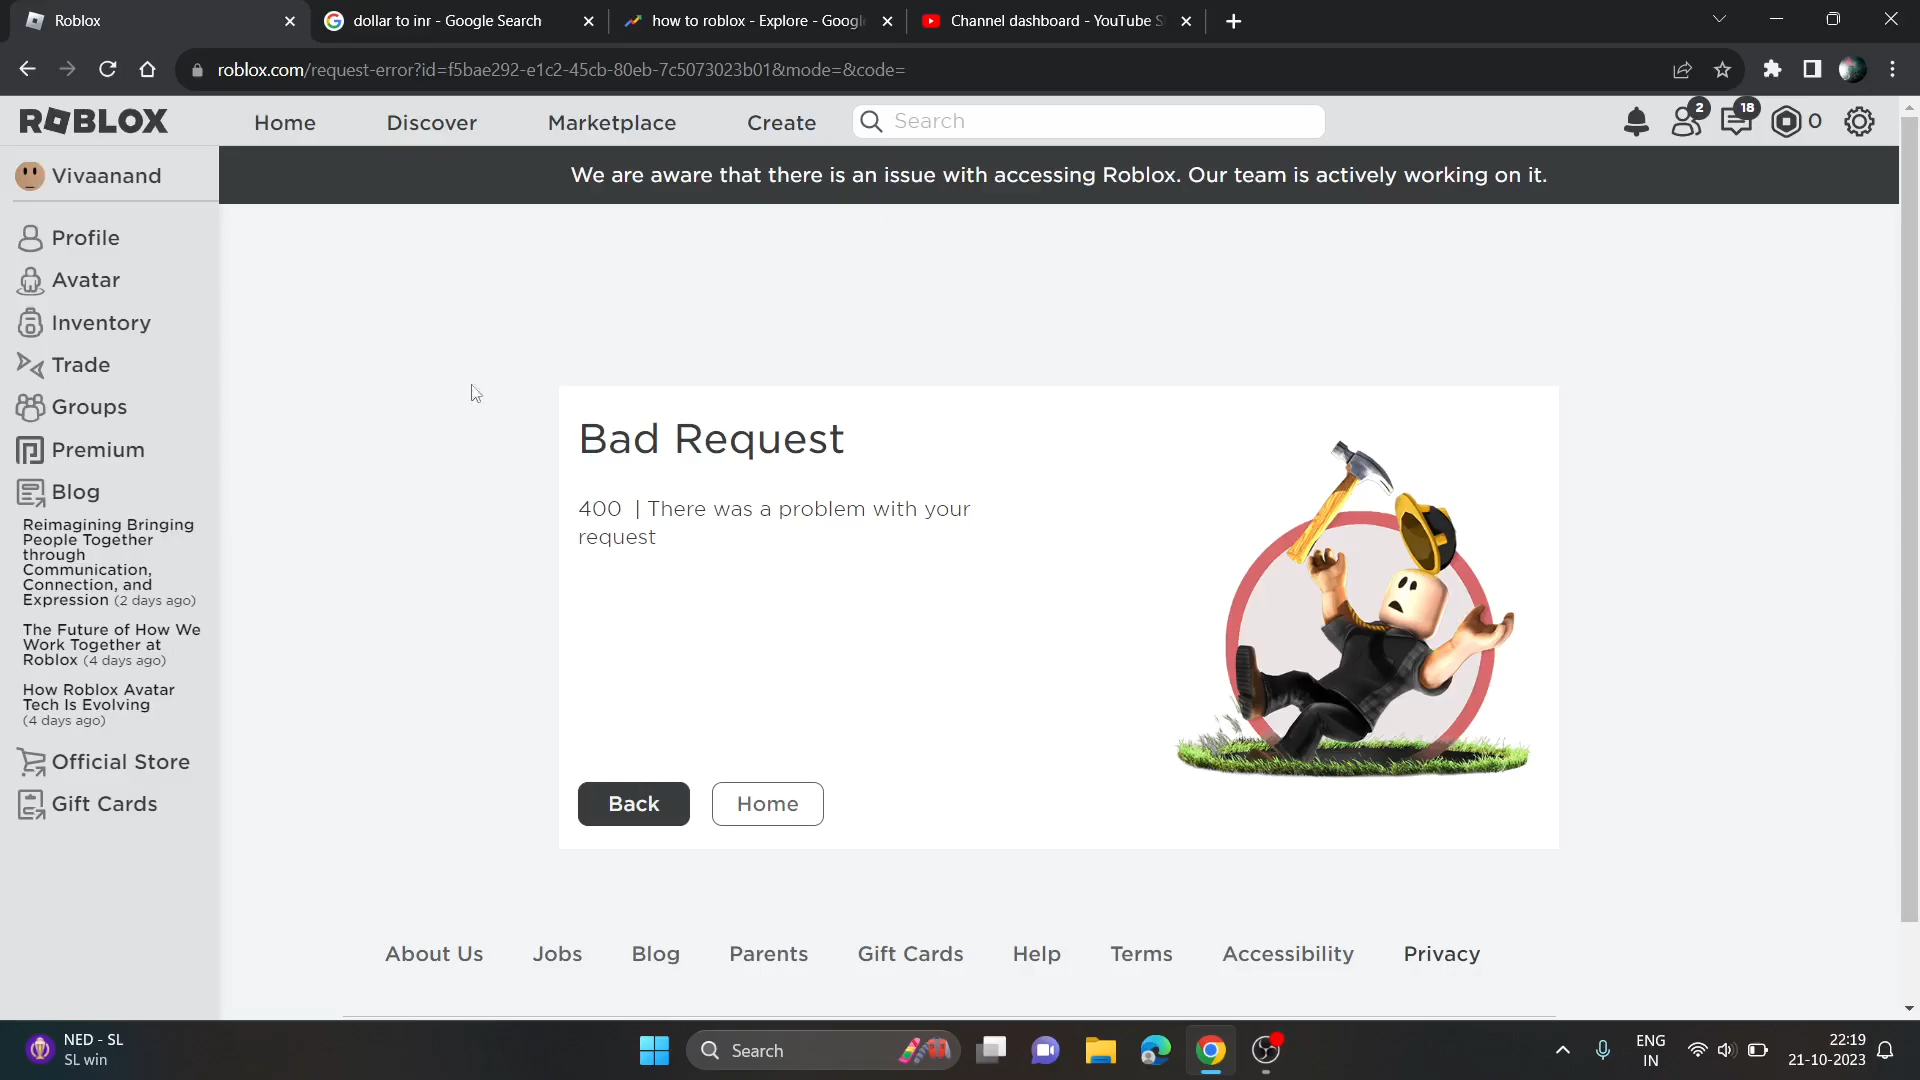 Roblox
dollar to inr - Google Search
how to roblox - Explore - Googl
Channel dashboard - YouTube S
roblox.com/request-error?id=f5bae292-e1c2-45cb-80eb-7c5073023b01&mode=&code=
ROBLOX
Home
Discover
Marketplace
Create
Search
2
18
0
Vivaanand
We are aware that there is an issue with accessing Roblox. Our team is actively working on it.
Profile
Avatar
Inventory
Trade
Groups
Premium
Blog
Reimagining Bringing
People Together
through
Communication,
Connection, and
Expression (2 days ago)
The Future of How We
Work Together at
Roblox (4 days ago)
How Roblox Avatar
Tech Is Evolving
(4 days ago)
Official Store
Gift Cards
Bad Request
400 | There was a problem with your
request
Back
Home
About Us
Jobs
Blog
Parents
Gift Cards
Help
Terms
Accessibility
Privacy
NED - SL
SL win
Search
ENG
IN
22:19
21-10-2023